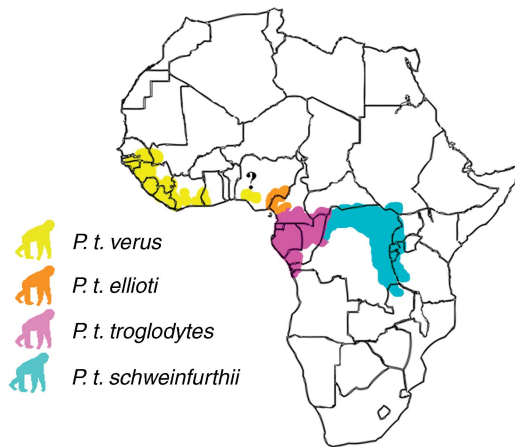 ?
P. t. verus
P. t. ellioti
P. t. troglodytes
P. t. schweinfurthii